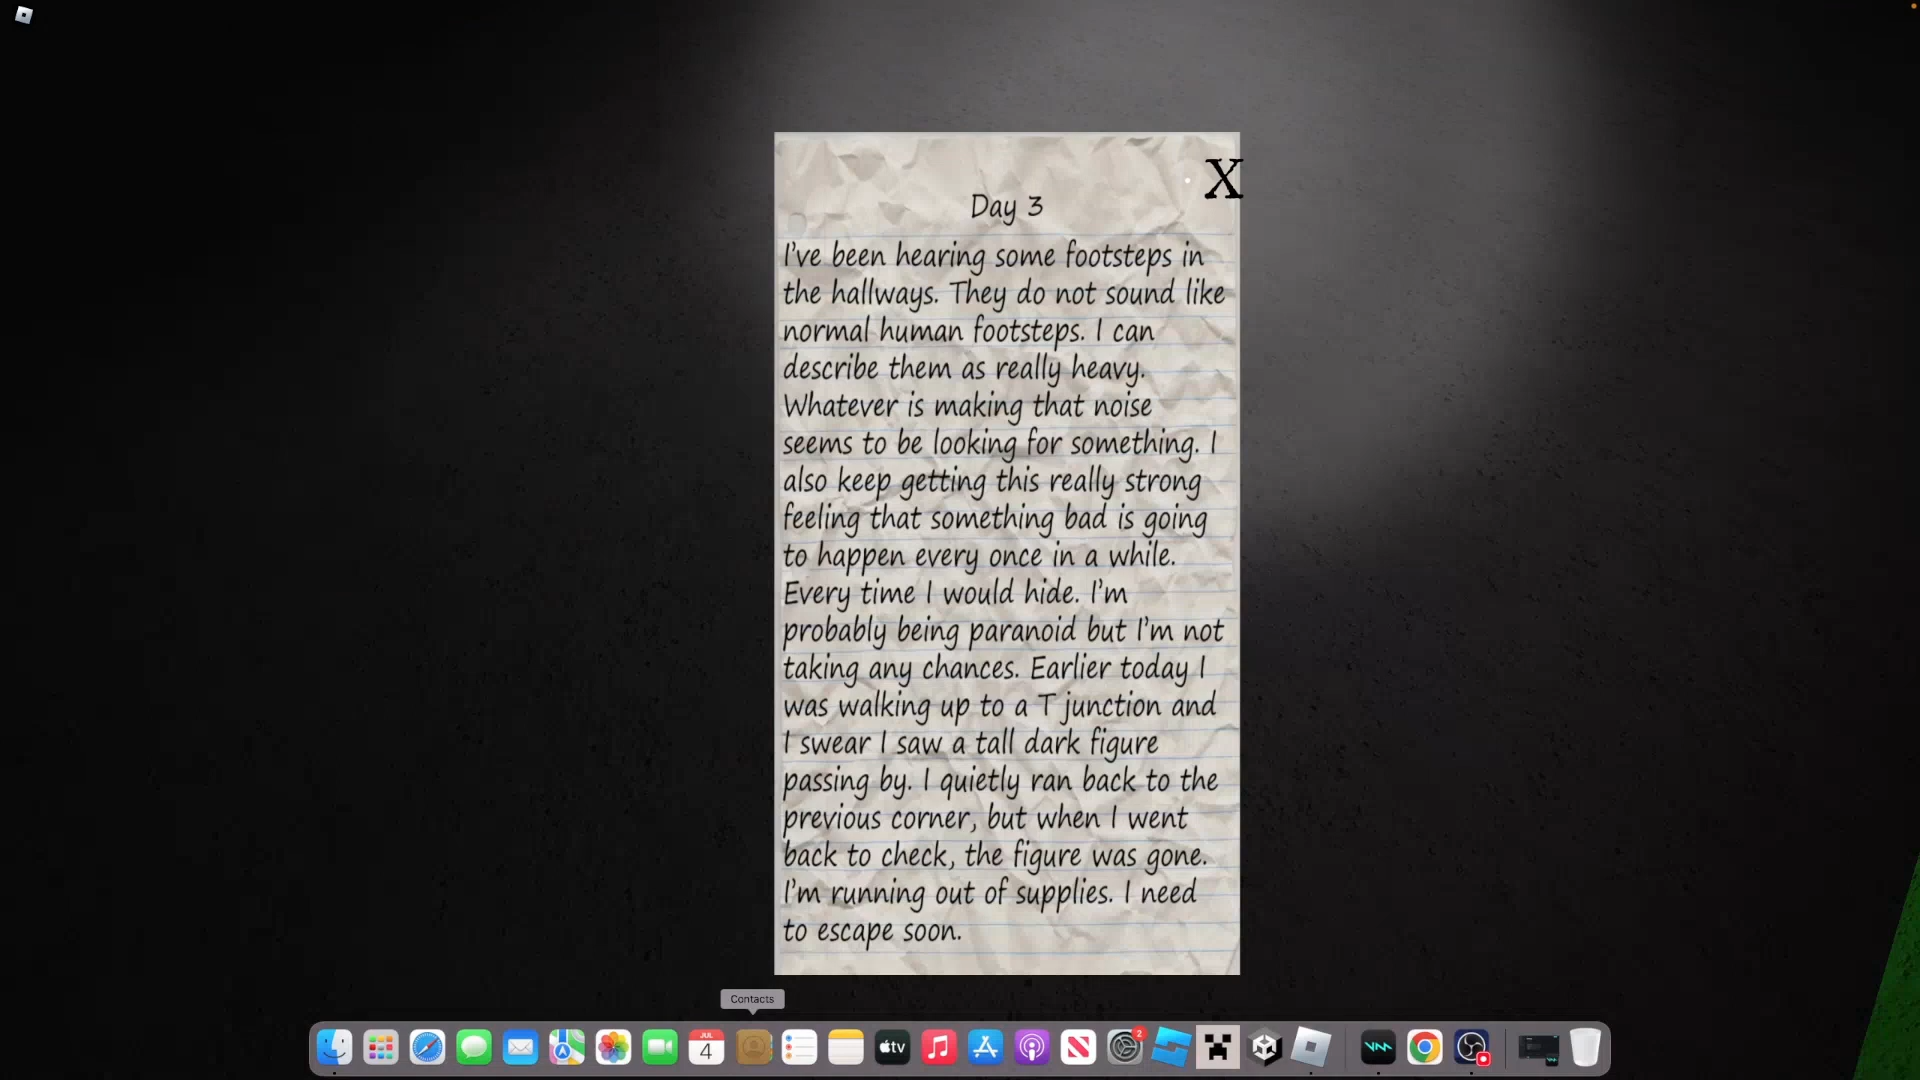 X
Day 3
I've been hearing some footsteps in
the hallways. They do not sound like
normal human footsteps. I can
describe them as really heavy.
Whatever is making that noise
seems to be looking for something. I
also keep getting this really strong
feeling that something bad is going
to happen every once in a while.
Every time I would hide. I'm
probably being paranoid but I'm not
taking any chances. Earlier today I
was walking up to a T junction and
I swear I saw a tall dark figure
passing by. I quietly ran back to the
previous corner, but when I went
back to check, the figure was gone.
I'm running out of supplies. I need
to escape soon.
Contacts
JUL
4
tv
2